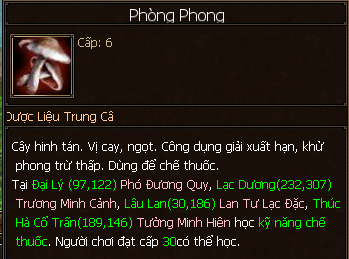 Phòng Phong
Cấp: 6
Dược Liệu Trung Cấ
Cây hình tán. Vị cay, ngọt. Công dụng giải xuất hạn, khử
phong trừ thấp. Dùng để chế thuốc.
Tại Đại Lý (97,122) Phó Đương Quy, Lạc Dương(232,307)
Trương Minh Cảnh, Lâu Lan(30,186) Lan Tư Lạc Đặc, Thúc
Hà Cổ Trấn(189,146) Tường Minh Hiên học kỹ năng chế
thuốc. Người chơi đạt cấp 30có thể học.